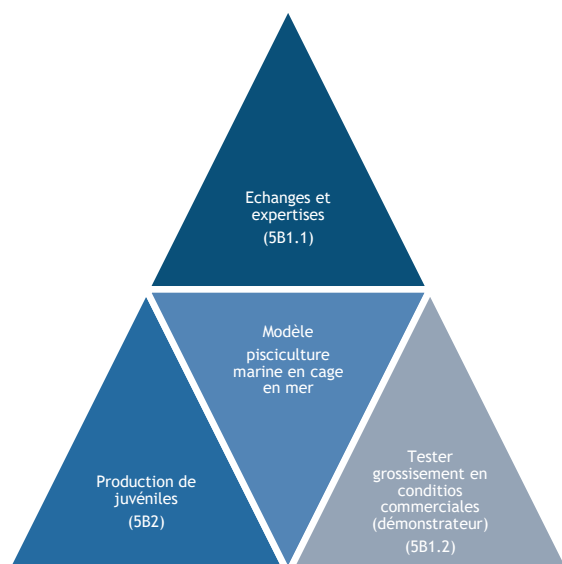 Echanges et
expertises
(5B1.1)
Modèle
pisciculture
marine en cage
en mer
Production de
juvéniles
(5B2)
Tester
grossisement en
conditios
commerciales
(démonstrateur)
(5B1.2)